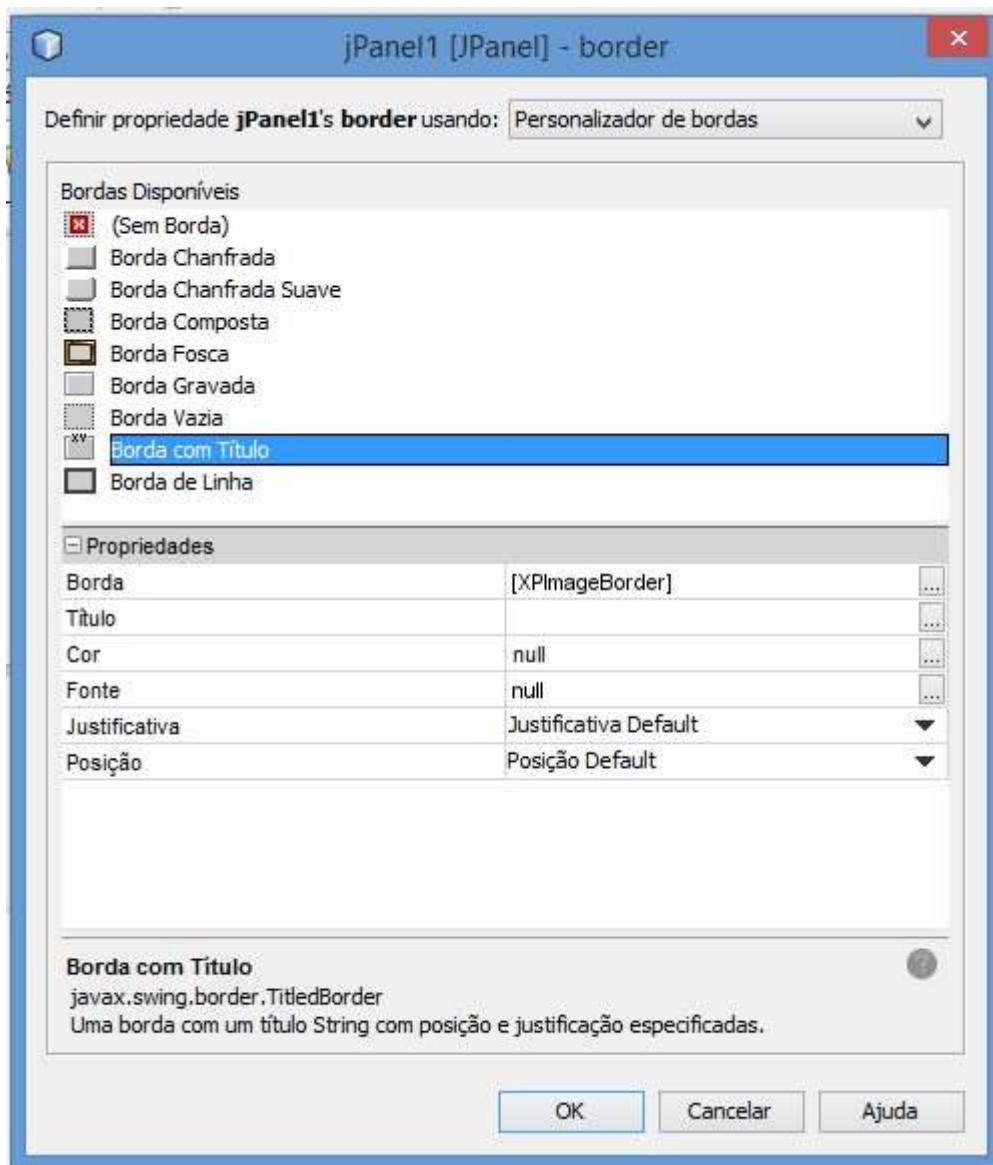 jPanel1 [JPanel] - border
Definir propriedade jPanel1's border usando: Personalizador de bordas
Bordas Disponíveis
(Sem Borda)
Borda Chanfrada
Borda Chanfrada Suave
Borda Composta
Borda Fosca
Borda Gravada
Borda Vazia
XY Borda com Título
Borda de Linha
Propriedades
Borda [XPImageBorder] ...
Título ...
Cor null ...
Fonte null ...
Justificativa Justificativa Default
Posição Posição Default
Borda com Título ?
javax.swing.border.TitledBorder
Uma borda com um título String com posição e justificação especificadas.
OK Cancelar Ajuda